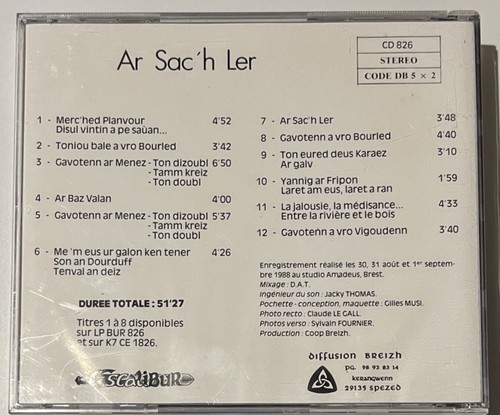 Ar Sac'h Ler
CD 826
STEREO
CODE DB 5 × 2
1 - Merc'hed Planvour 4'52
Disul vintin a pe saùan...
2 - Toniou bale a vro Bourled 3'42
3 - Gavotenn ar Menez - Ton dizoubl 6'50
- Tamm kreiz
- Ton doubl
4 - Ar Baz Valan 4'00
5 - Gavotenn ar Menez - Ton dizoubl 5'37
- Tamm kreiz
- Ton doubl
6 - Me 'm eus ur galon ken tener 4'26
Son an Dourduff
Tenval an deiz
7 - Ar Sac'h Ler 3'48
8 - Gavotenn a vro Bourled 4'40
9 - Ton eured deus Karaez 3'10
Ar galv
10 - Yannig ar Fripon 1'59
Laret am eus, laret a ran
11 - La jalousie, la médisance... 4'33
Entre la rivière et le bois
12 - Gavotenn a vro Vigoudenn 3'40
DUREE TOTALE : 51'27
Titres 1 à 8 disponibles
sur LP BUR 826
et sur K7 CE 1826.
Enregistrement réalisé les 30, 31 août et 1er septem-
bre 1988 au studio Amadeus, Brest.
Mixage : D.A.T.
Ingénieur du son : Jacky THOMAS.
Pochette - conception, maquette : Gilles MUSI.
Photo recto : Claude LE GALL.
Photos verso : Sylvain FOURNIER.
Production : Coop Breizh.
Escalibur
diffusion breizh
pg. 98 93 83 14
kerangwenn
29135 spezed